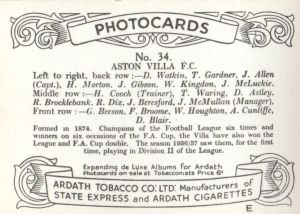 PHOTOCARDS
No. 34.
ASTON VILLA F.C.
Left to right, back row :—D. Watkin, T. Gardner, J. Allen
(Capt.), H. Morton, J. Gibson, W. Kingdon, J. McLuckie.
Middle row :—H. Cooch (Trainer), T. Waring, D. Astley,
R. Brocklebank, R. Dix, J. Beresford, J. McMullan (Manager),
Front row :—G. Beeson, F. Broome, W. Houghton, A. Cunliffe,
D. Blair.
Formed in 1874. Champions of the Football League six times and
winners on six occasions of the F.A. Cup, the Villa have also won the
League and F.A. Cup double. The season 1936/37 saw them, for the first
time, playing in Division II of the League.
Expanding de Luxe Albums for Ardath
Photocards on sale at Tobacconists Price 6d
ARDATH TOBACCO CO. LTD. Manufacturers of
STATE EXPRESS and ARDATH CIGARETTES
E